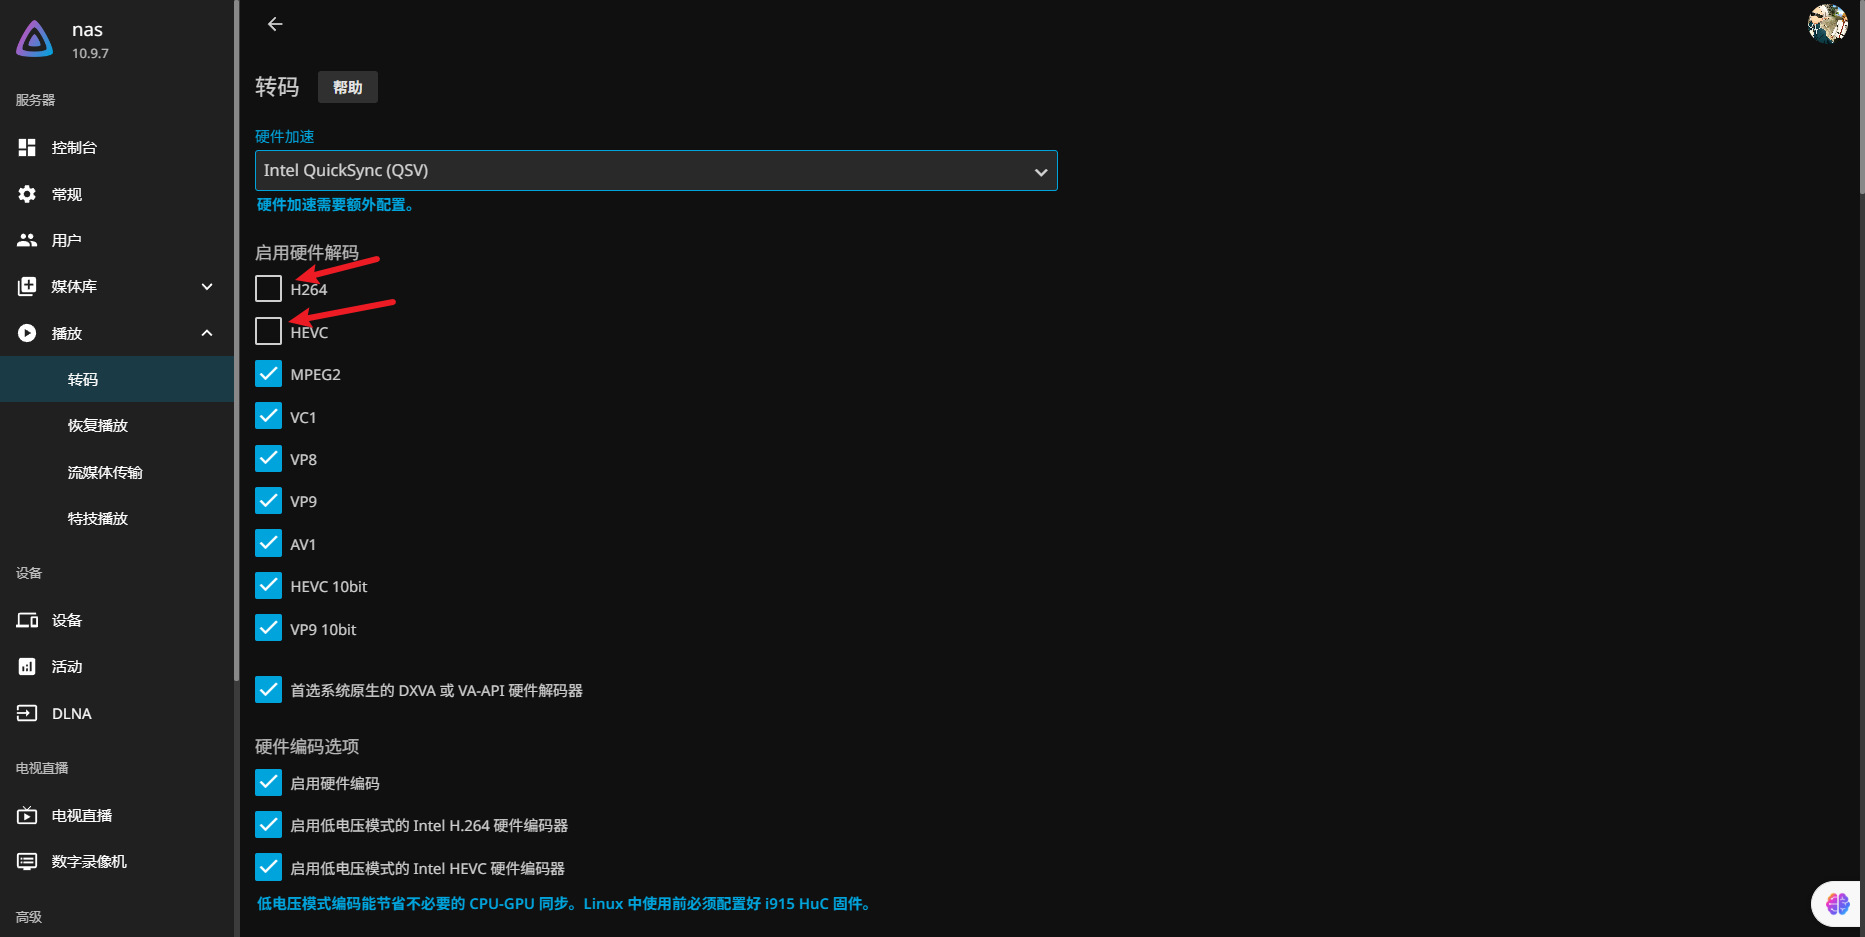 nas
10.9.7
服务器
控制台
常规
用户
媒体库
播放
转码
恢复播放
流媒体传输
特技播放
设备
设备
活动
DLNA
电视直播
电视直播
数字录像机
高级
转码
帮助
硬件加速
Intel QuickSync (QSV)
硬件加速需要额外配置。
启用硬件解码
H264
HEVC
MPEG2
VC1
VP8
VP9
AV1
HEVC 10bit
VP9 10bit
首选系统原生的 DXVA 或 VA-API 硬件解码器
硬件编码选项
启用硬件编码
启用低电压模式的 Intel H.264 硬件编码器
启用低电压模式的 Intel HEVC 硬件编码器
低电压模式编码能节省不必要的 CPU-GPU 同步。Linux 中使用前必须配置好 i915 HuC 固件。